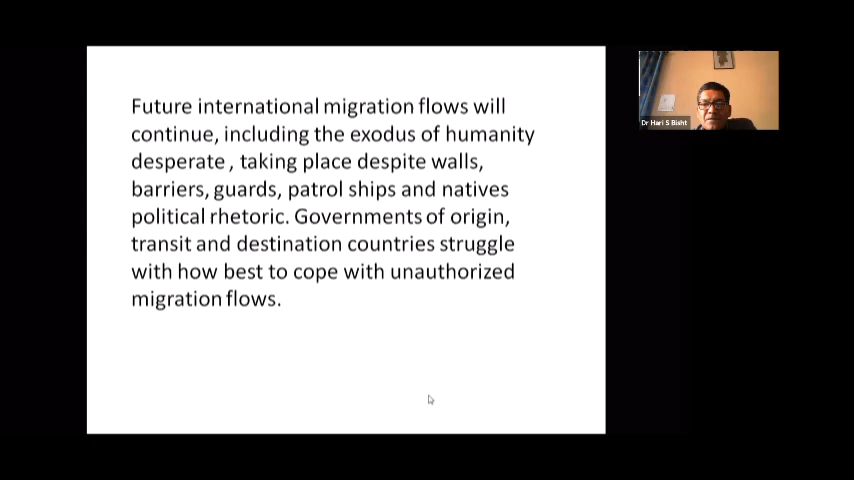 Future international migration flows will
continue, including the exodus of humanity
desperate , taking place despite walls,
barriers, guards, patrol ships and natives
political rhetoric. Governments of origin,
transit and destination countries struggle
with how best to cope with unauthorized
migration flows.
Dr Hari S Bisht